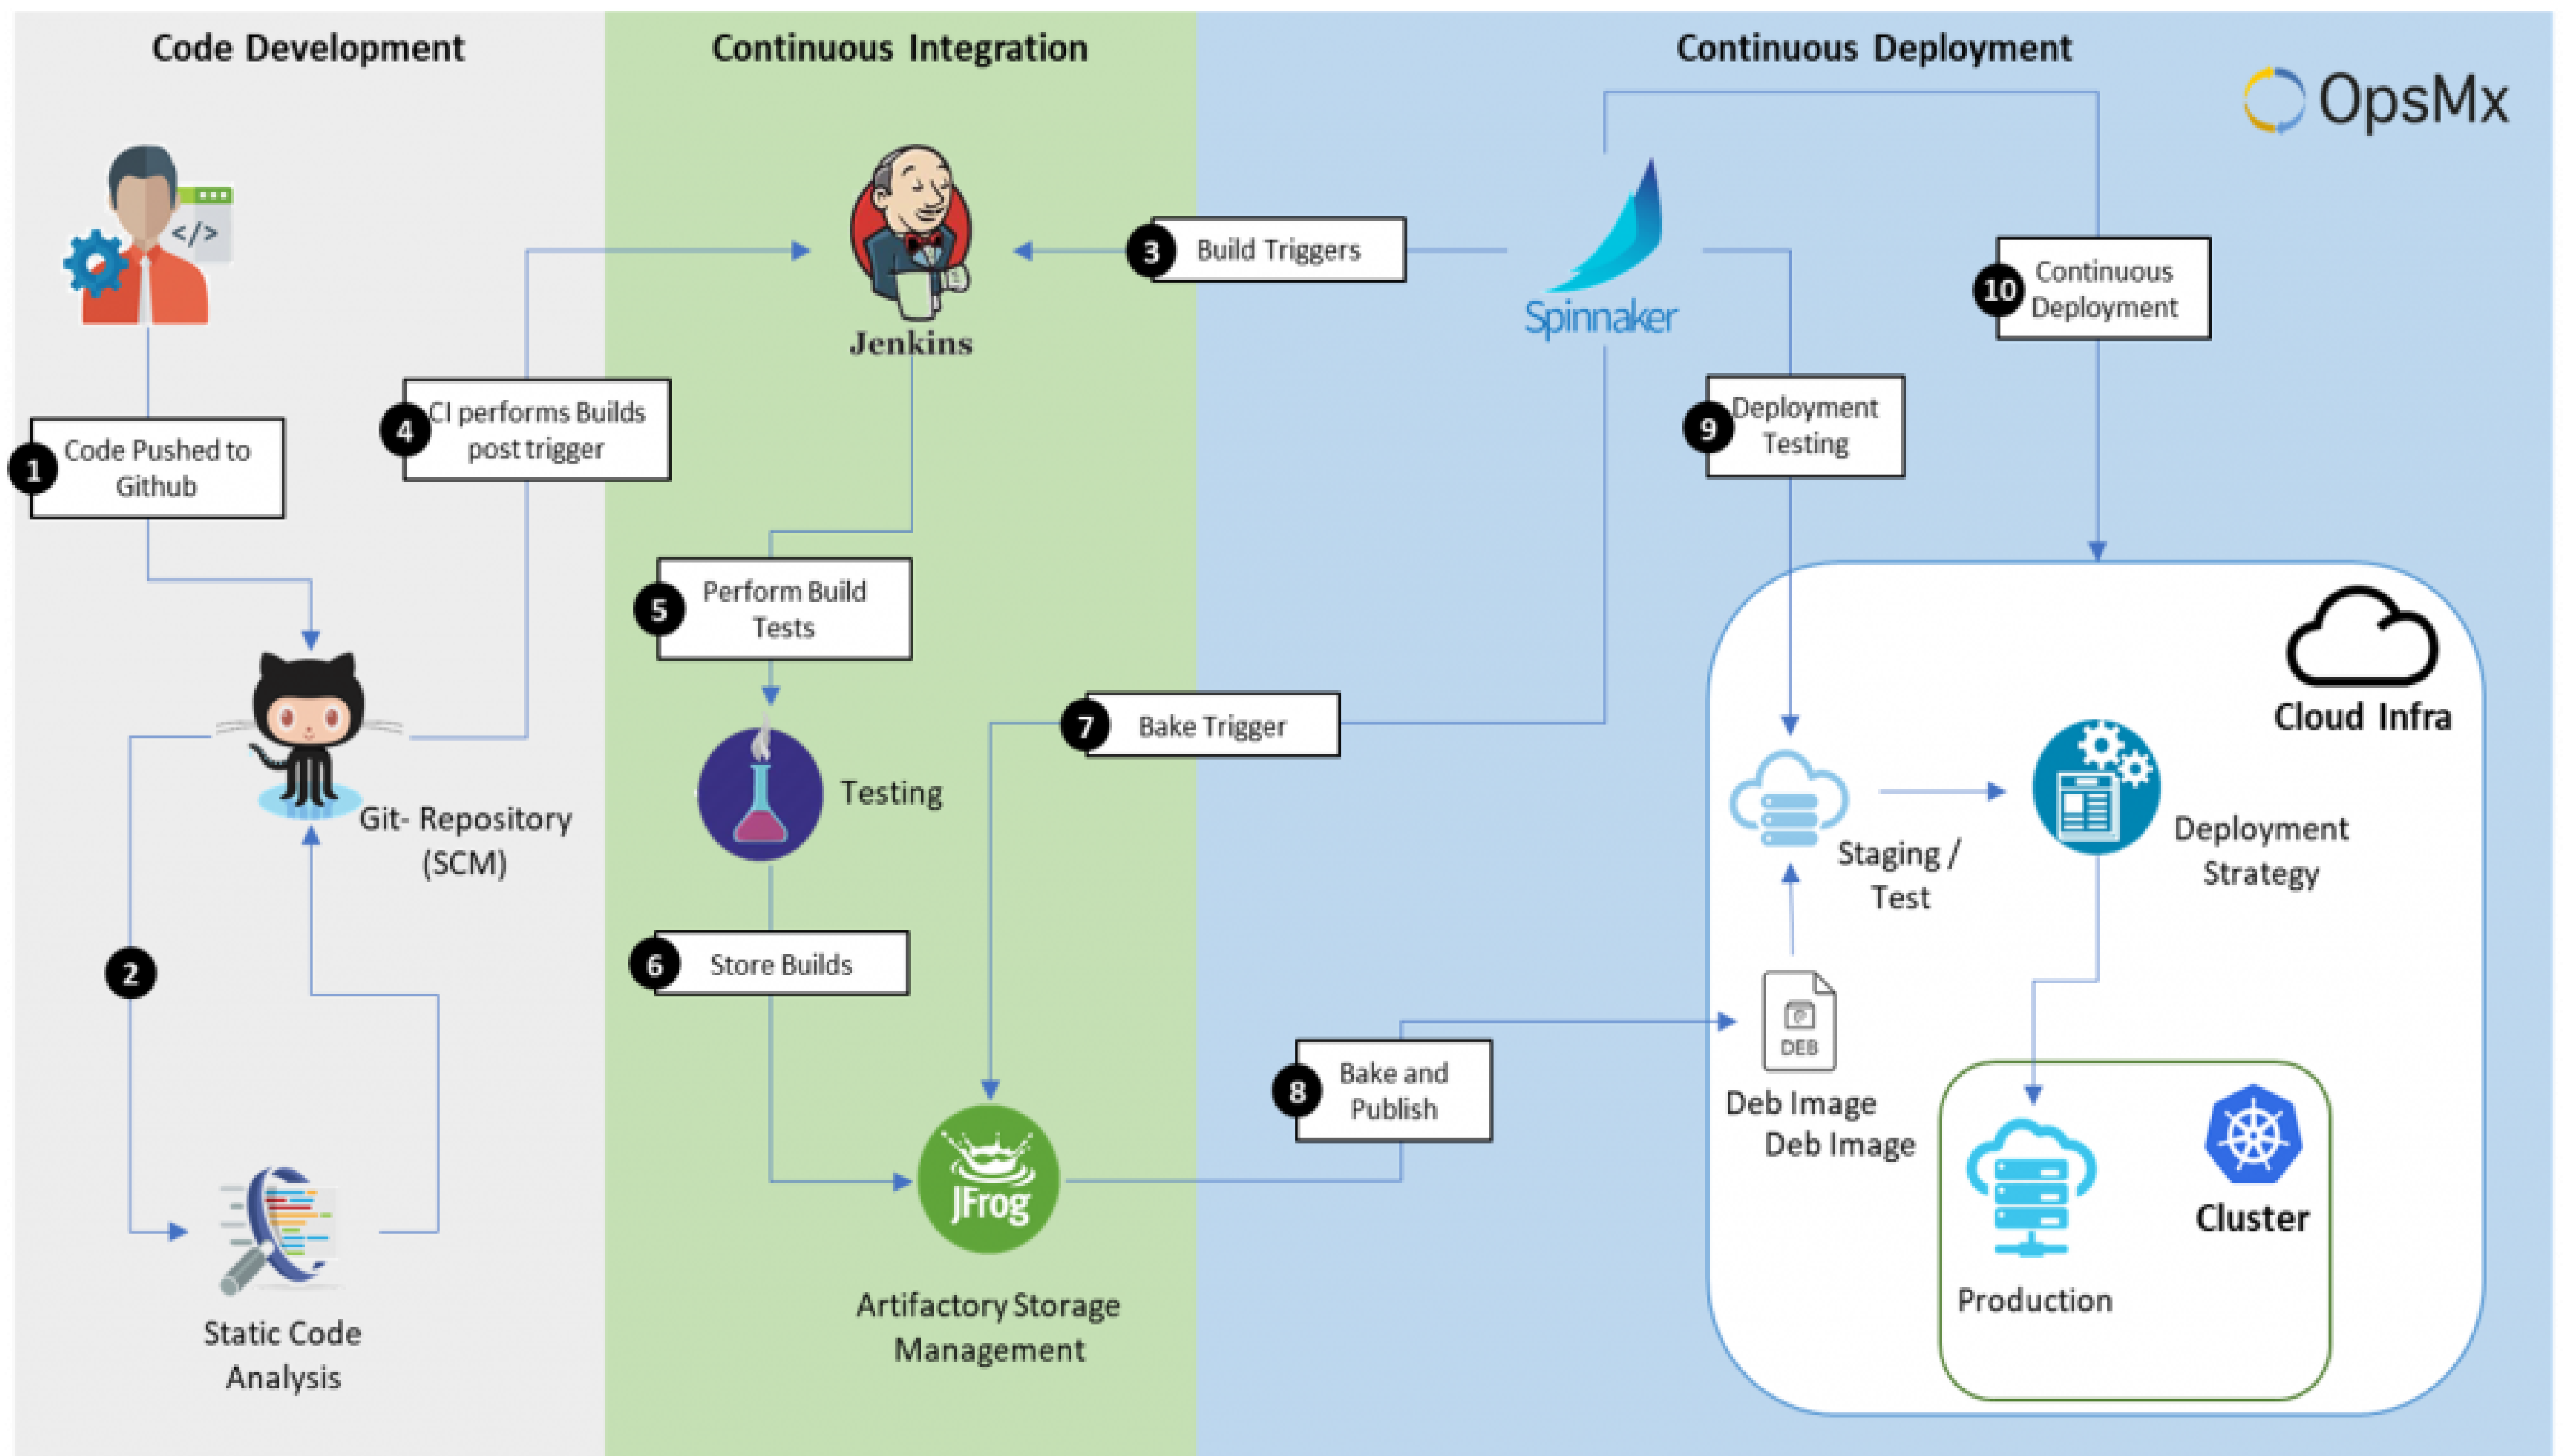 Code Development
Continuous Integration
Continuous Deployment
OpsMx
</>
Jenkins
3
Build Triggers
Spinnaker
10
Continuous
Deployment
1
Code Pushed to
Github
4
CI performs Builds
post trigger
9
Deployment
Testing
5
Perform Build
Tests
7
Bake Trigger
Cloud Infra
Git- Repository
(SCM)
Testing
Staging /
Test
Deployment
Strategy
2
6
Store Builds
8
Bake and
Publish
DEB
Deb Image
Deb Image
JFrog
Cluster
Production
Static Code
Analysis
Artifactory Storage
Management